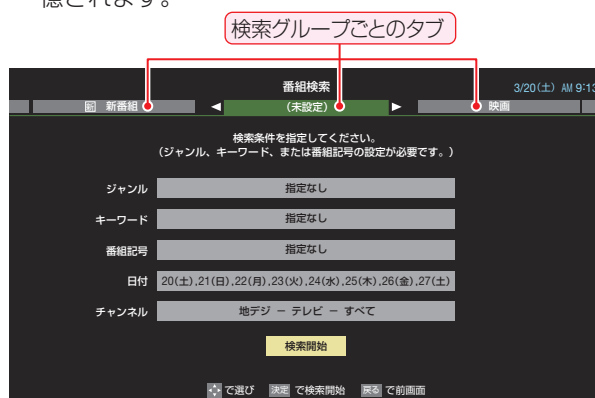 憶されます。
検索グループごとのタブ
番組検索
3/20(土) AM 9:13
新 新番組
◀ (未設定) ▶
映画
検索条件を指定してください。
(ジャンル、キーワード、または番組記号の設定が必要です。)
ジャンル 指定なし
キーワード 指定なし
番組記号 指定なし
日付 20(土),21(日),22(月),23(火),24(水),25(木),26(金),27(土)
チャンネル 地デジ － テレビ － すべて
検索開始
で選び 決定 で検索開始 戻る で前画面